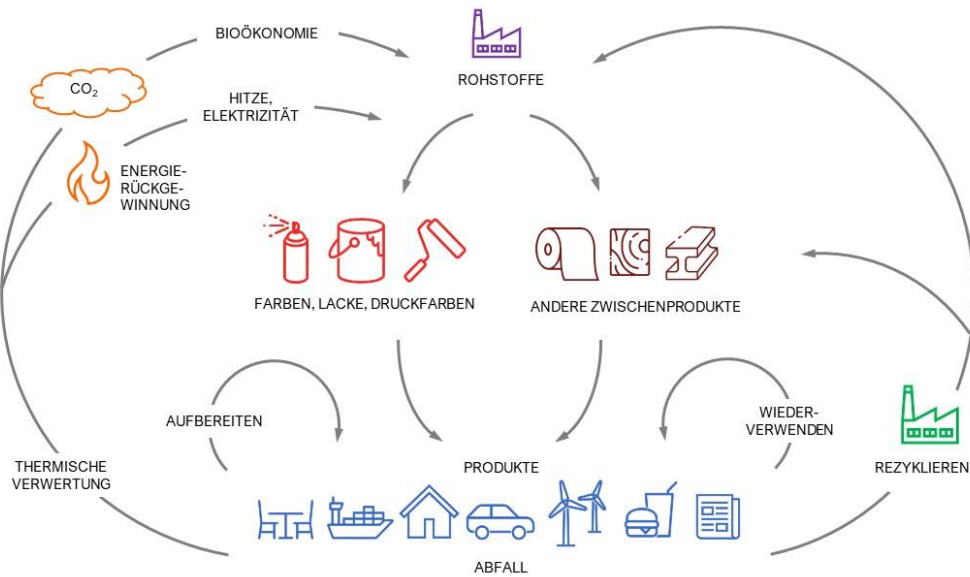 BIOÖKONOMIE
ROHSTOFFE
CO₂
HITZE,
ELEKTRIZITÄT
ENERGIE-
RÜCKGE-
WINNUNG
FARBEN, LACKE, DRUCKFARBEN
ANDERE ZWISCHENPRODUKTE
AUFBEREITEN
WIEDER-
VERWENDEN
THERMISCHE
VERWERTUNG
PRODUKTE
REZYKLIEREN
ABFALL